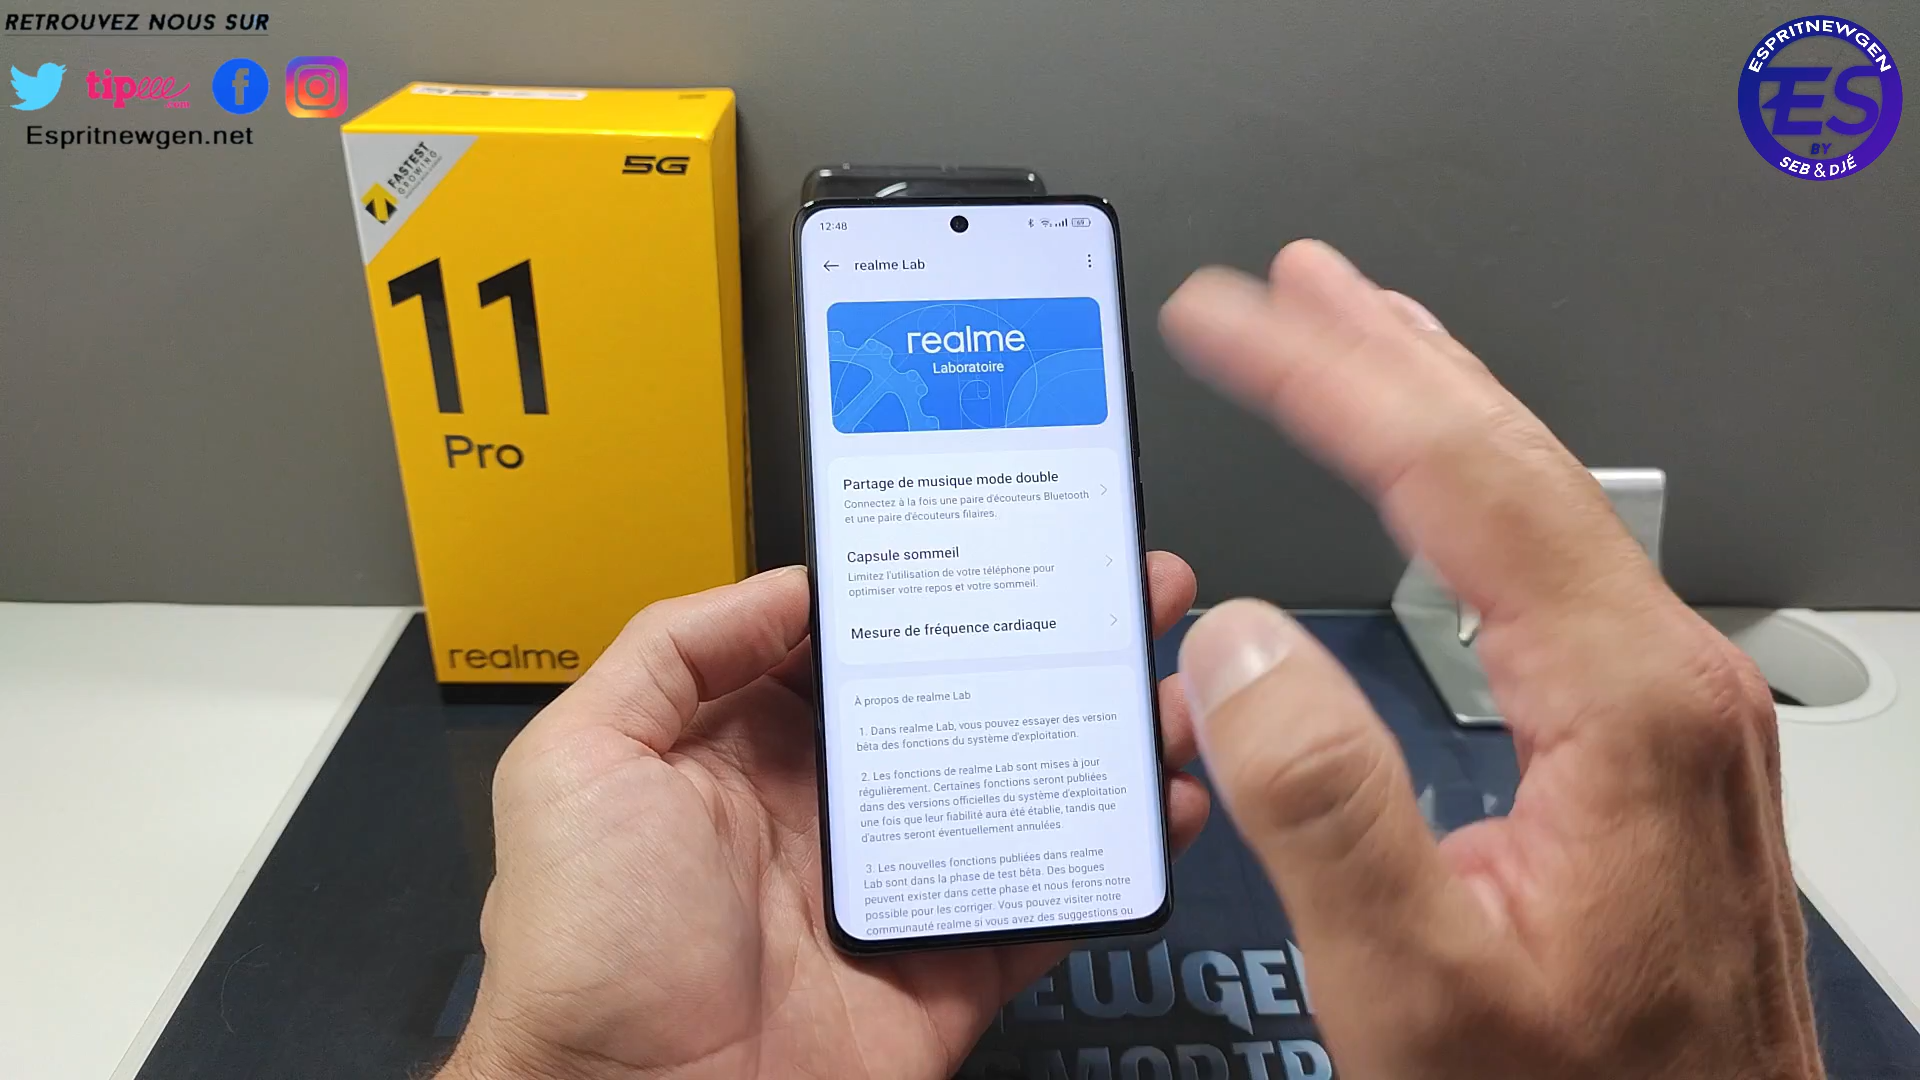 RETROUVEZ NOUS SUR
tipeee
.com
Espritnewgen.net
ESPRITNEWGEN
ES
BY
SEB & DJÉ
FASTEST
GROWING
5G
11
Pro
realme
12:48
realme Lab
realme
Laboratoire
Partage de musique mode double
Connectez à la fois une paire d'écouteurs Bluetooth
et une paire d'écouteurs filaires.
Capsule sommeil
Limitez l'utilisation de votre téléphone pour
optimiser votre repos et votre sommeil.
Mesure de fréquence cardiaque
À propos de realme Lab
1. Dans realme Lab, vous pouvez essayer des version
bêta des fonctions du système d'exploitation.
2. Les fonctions de realme Lab sont mises à jour
régulièrement. Certaines fonctions seront publiées
dans des versions officielles du système d'exploitation
une fois que leur fiabilité aura été établie, tandis que
d'autres seront éventuellement annulées.
3. Les nouvelles fonctions publiées dans realme
Lab sont dans la phase de test bêta. Des bogues
peuvent exister dans cette phase et nous ferons notre
possible pour les corriger. Vous pouvez visiter notre
communauté realme si vous avez des suggestions ou
EWGE